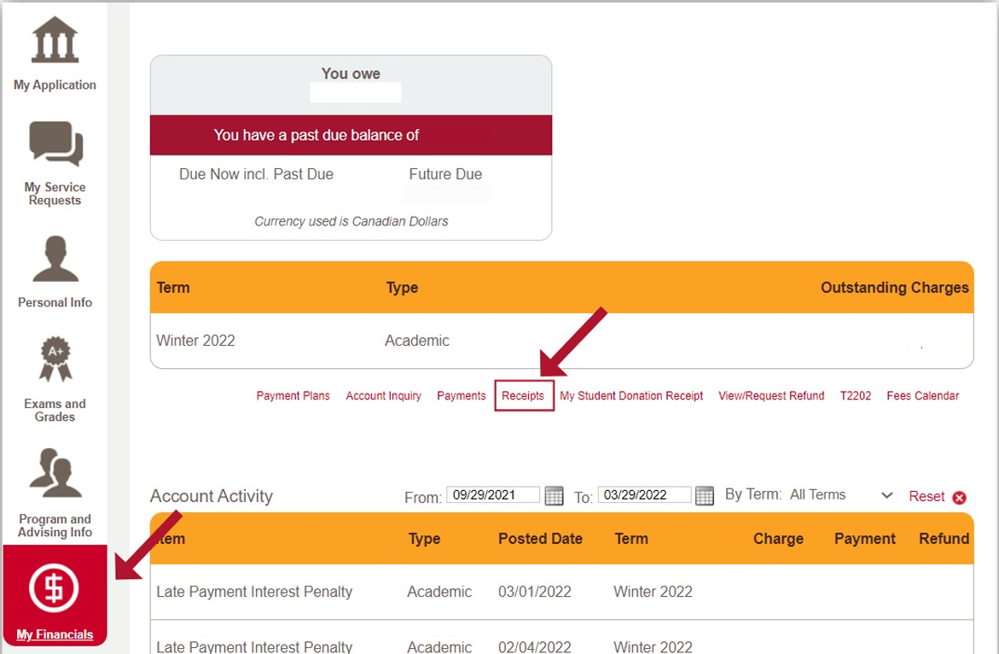 My Application
My Service
Requests
Personal Info
A+
Exams and
Grades
Program and
Advising Info
$
My Financials
You owe
You have a past due balance of
Due Now incl. Past Due Future Due
Currency used is Canadian Dollars
Term Type Outstanding Charges
Winter 2022 Academic
Payment Plans Account Inquiry Payments Receipts My Student Donation Receipt View/Request Refund T2202 Fees Calendar
Account Activity From: 09/29/2021 To: 03/29/2022 By Term: All Terms Reset
Item Type Posted Date Term Charge Payment Refund
Late Payment Interest Penalty Academic 03/01/2022 Winter 2022
Late Payment Interest Penalty Academic 02/04/2022 Winter 2022